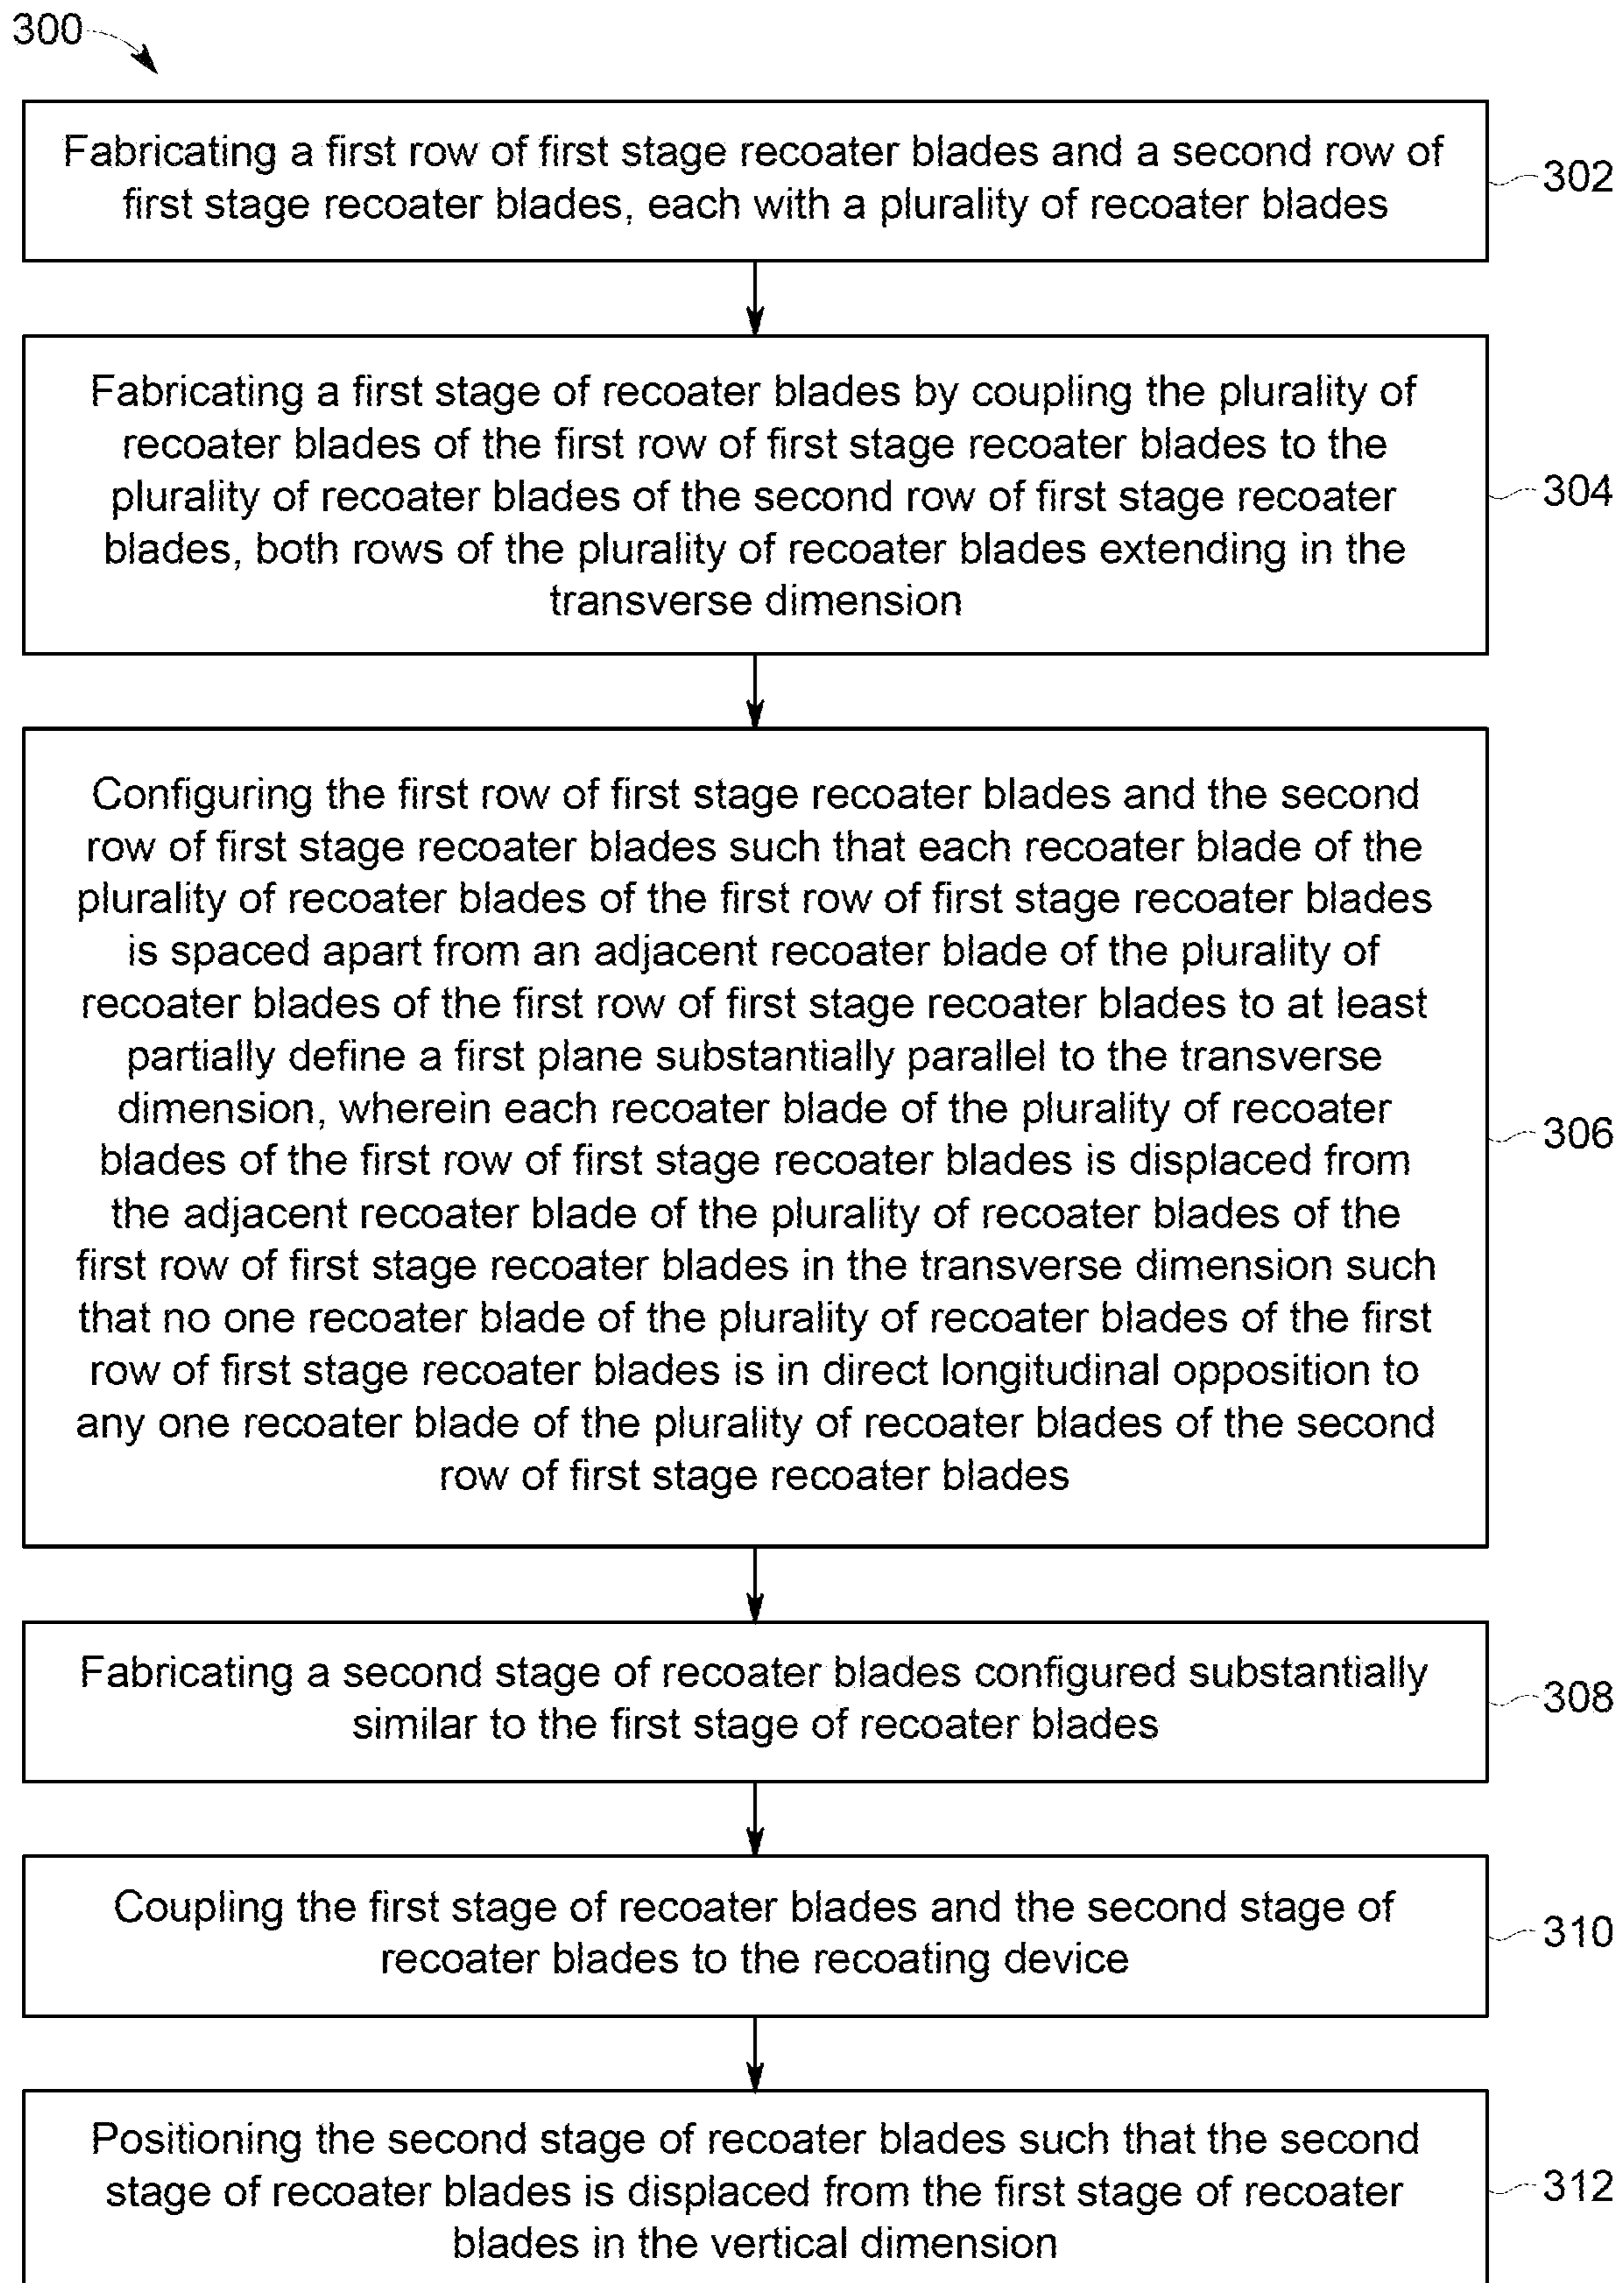 300
Fabricating a first row of first stage recoater blades and a second row of
first stage recoater blades, each with a plurality of recoater blades
302
Fabricating a first stage of recoater blades by coupling the plurality of
recoater blades of the first row of first stage recoater blades to the
plurality of recoater blades of the second row of first stage recoater
blades, both rows of the plurality of recoater blades extending in the
transverse dimension
304
Configuring the first row of first stage recoater blades and the second
row of first stage recoater blades such that each recoater blade of the
plurality of recoater blades of the first row of first stage recoater blades
is spaced apart from an adjacent recoater blade of the plurality of
recoater blades of the first row of first stage recoater blades to at least
partially define a first plane substantially parallel to the transverse
dimension, wherein each recoater blade of the plurality of recoater
blades of the first row of first stage recoater blades is displaced from
the adjacent recoater blade of the plurality of recoater blades of the
first row of first stage recoater blades in the transverse dimension such
that no one recoater blade of the plurality of recoater blades of the first
row of first stage recoater blades is in direct longitudinal opposition to
any one recoater blade of the plurality of recoater blades of the second
row of first stage recoater blades
306
Fabricating a second stage of recoater blades configured substantially
similar to the first stage of recoater blades
308
Coupling the first stage of recoater blades and the second stage of
recoater blades to the recoating device
310
Positioning the second stage of recoater blades such that the second
stage of recoater blades is displaced from the first stage of recoater
blades in the vertical dimension
312